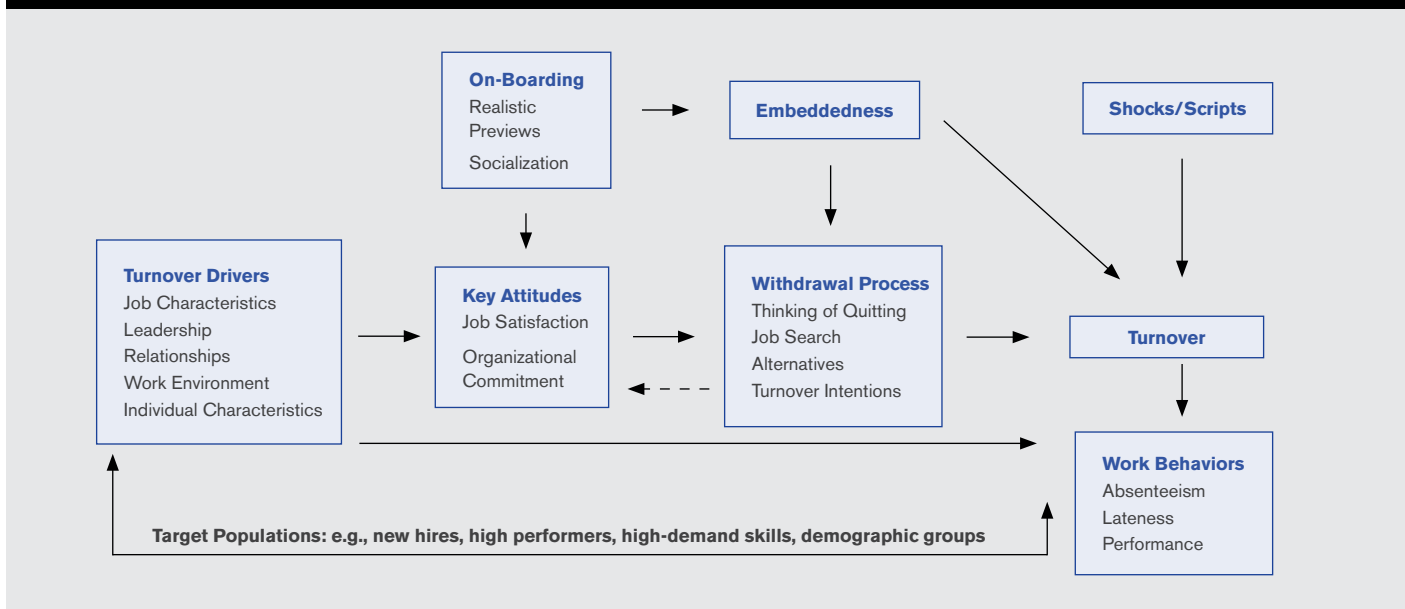 On-Boarding
Realistic
Previews
Socialization
Embeddedness
Shocks/Scripts
Turnover Drivers
Job Characteristics
Leadership
Relationships
Work Environment
Individual Characteristics
Key Attitudes
Job Satisfaction
Organizational
Commitment
Withdrawal Process
Thinking of Quitting
Job Search
Alternatives
Turnover Intentions
Turnover
Work Behaviors
Absenteeism
Lateness
Performance
Target Populations: e.g., new hires, high performers, high-demand skills, demographic groups